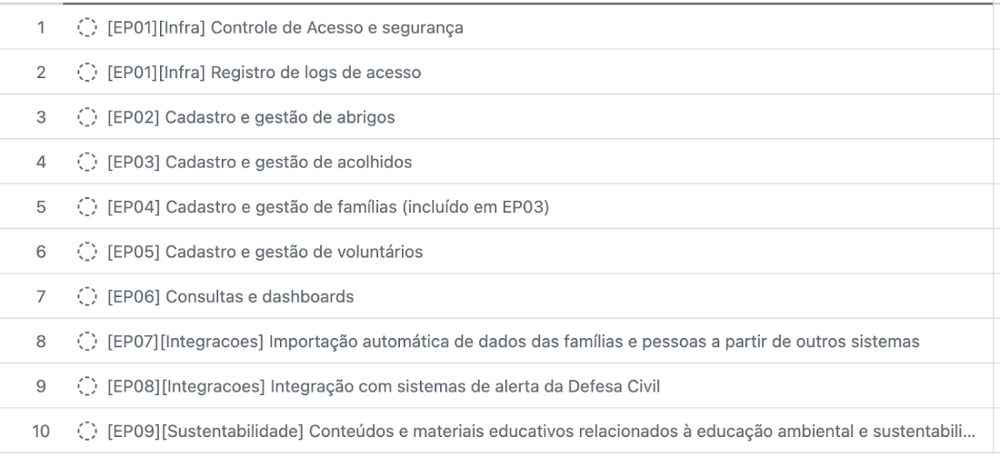 1 [EP01][Infra] Controle de Acesso e segurança
2 [EP01][Infra] Registro de logs de acesso
3 [EP02] Cadastro e gestão de abrigos
4 [EP03] Cadastro e gestão de acolhidos
5 [EP04] Cadastro e gestão de famílias (incluído em EP03)
6 [EP05] Cadastro e gestão de voluntários
7 [EP06] Consultas e dashboards
8 [EP07][Integracoes] Importação automática de dados das famílias e pessoas a partir de outros sistemas
9 [EP08][Integracoes] Integração com sistemas de alerta da Defesa Civil
10 [EP09][Sustentabilidade] Conteúdos e materiais educativos relacionados à educação ambiental e sustentabili...